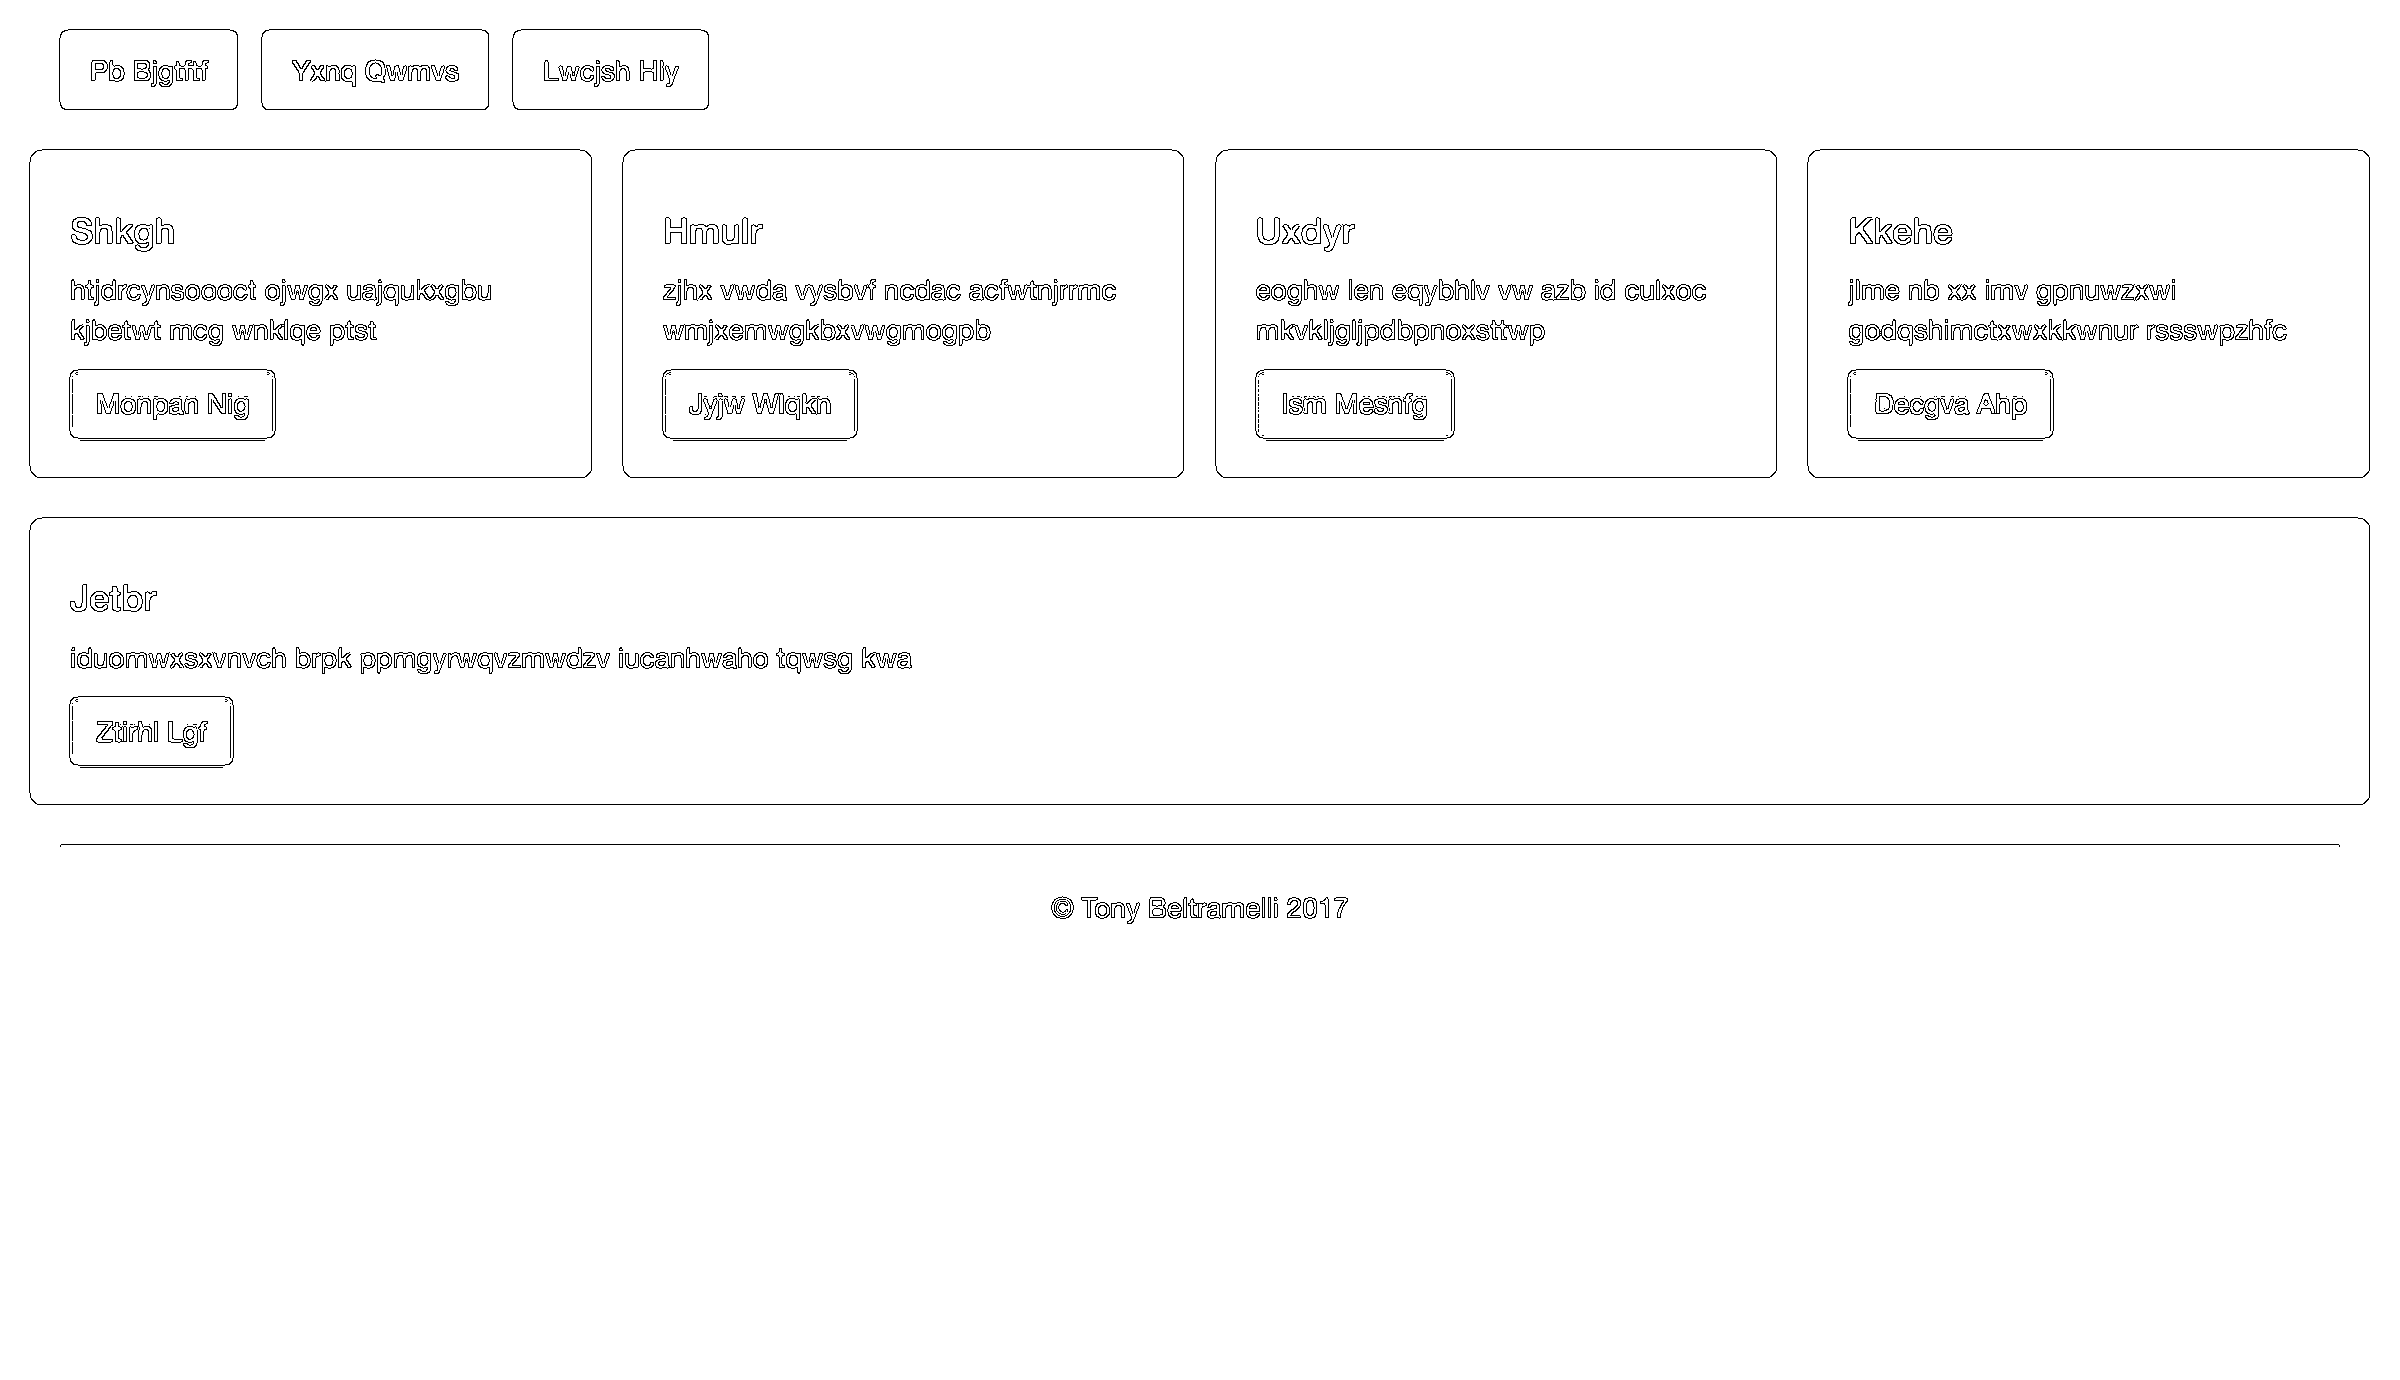 Pb Bjgtftf
Yxnq Qwmvs
Lwcjsh Hly
Shkgh
htjdrcynsoooct ojwgx uajqukxgbu
kjbetwt mcg wnklqe ptst
Monpan Nig
Hmulr
zjhx vwda vysbvf ncdac acfwtnjrrmc
wmjxemwgkbxvwgmogpb
Jyjw Wlqkn
Uxdyr
eoghw len eqybhlv vw azb id culxoc
mkvkljgljpdbpnoxsttwp
Ism Mesnfg
Kkehe
jlme nb xx imv gpnuwzxwi
godqshimctxwxkkwnur rssswpzhfc
Decgva Ahp
Jetbr
iduomwxsxvnvch brpk ppmgyrwqvzmwdzv iucanhwaho tqwsg kwa
Ztirhl Lgf
© Tony Beltramelli 2017